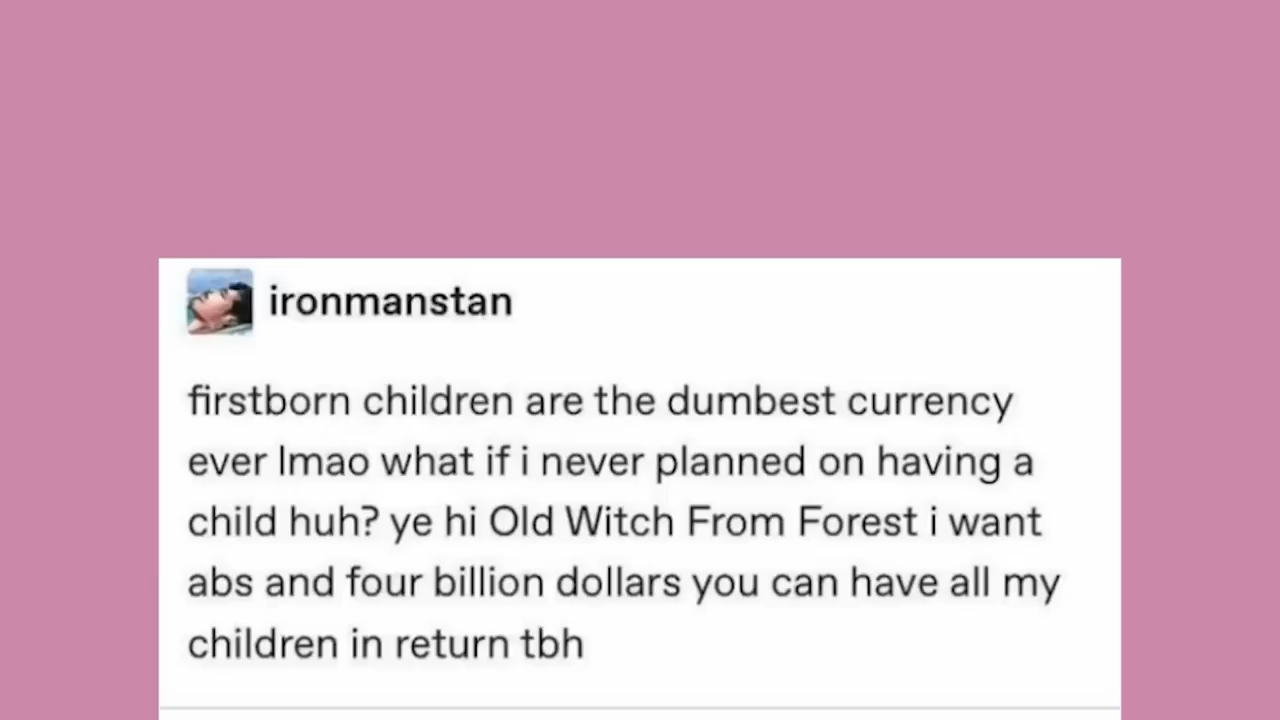 ironmanstan
firstborn children are the dumbest currency
ever lmao what if i never planned on having a
child huh? ye hi Old Witch From Forest i want
abs and four billion dollars you can have all my
children in return tbh